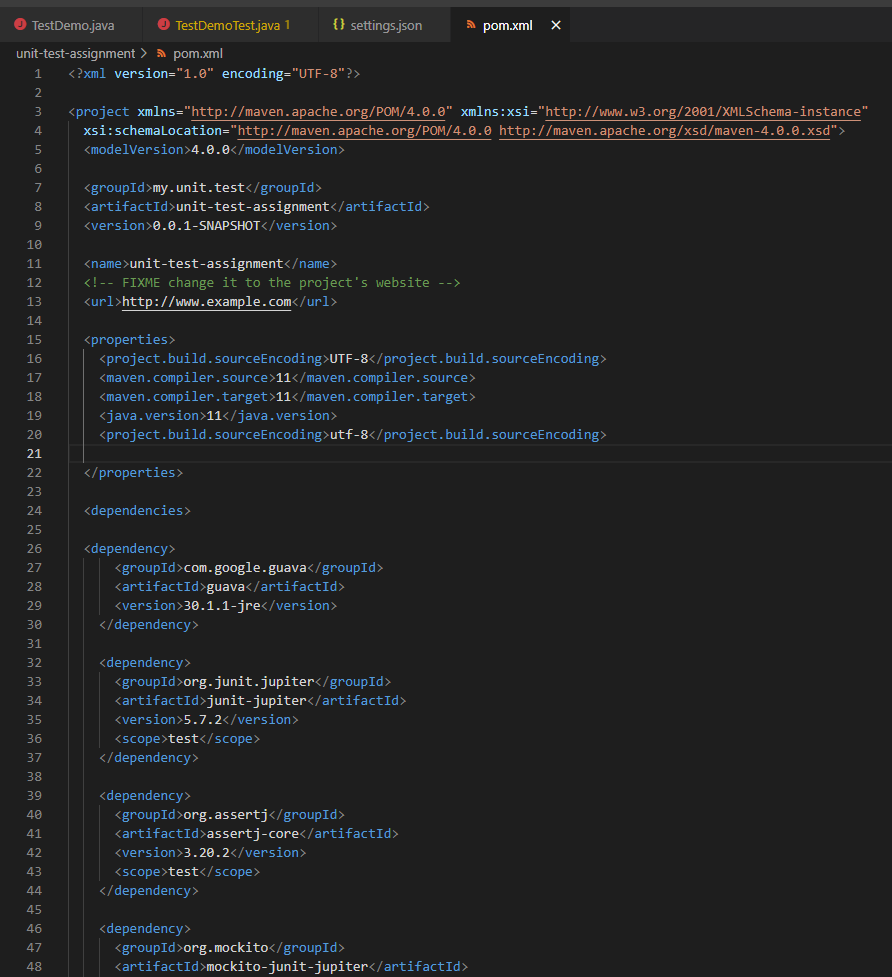 TestDemo.java TestDemoTest.java 1 {} settings.json pom.xml ×
unit-test-assignment > pom.xml
1 <?xml version="1.0" encoding="UTF-8"?>
2
3 <project xmlns="http://maven.apache.org/POM/4.0.0" xmlns:xsi="http://www.w3.org/2001/XMLSchema-instance"
4 xsi:schemaLocation="http://maven.apache.org/POM/4.0.0 http://maven.apache.org/xsd/maven-4.0.0.xsd">
5 <modelVersion>4.0.0</modelVersion>
6
7 <groupId>my.unit.test</groupId>
8 <artifactId>unit-test-assignment</artifactId>
9 <version>0.0.1-SNAPSHOT</version>
10
11 <name>unit-test-assignment</name>
12 <!-- FIXME change it to the project's website -->
13 <url>http://www.example.com</url>
14
15 <properties>
16 <project.build.sourceEncoding>UTF-8</project.build.sourceEncoding>
17 <maven.compiler.source>11</maven.compiler.source>
18 <maven.compiler.target>11</maven.compiler.target>
19 <java.version>11</java.version>
20 <project.build.sourceEncoding>utf-8</project.build.sourceEncoding>
21
22 </properties>
23
24 <dependencies>
25
26 <dependency>
27 <groupId>com.google.guava</groupId>
28 <artifactId>guava</artifactId>
29 <version>30.1.1-jre</version>
30 </dependency>
31
32 <dependency>
33 <groupId>org.junit.jupiter</groupId>
34 <artifactId>junit-jupiter</artifactId>
35 <version>5.7.2</version>
36 <scope>test</scope>
37 </dependency>
38
39 <dependency>
40 <groupId>org.assertj</groupId>
41 <artifactId>assertj-core</artifactId>
42 <version>3.20.2</version>
43 <scope>test</scope>
44 </dependency>
45
46 <dependency>
47 <groupId>org.mockito</groupId>
48 <artifactId>mockito-junit-jupiter</artifactId>